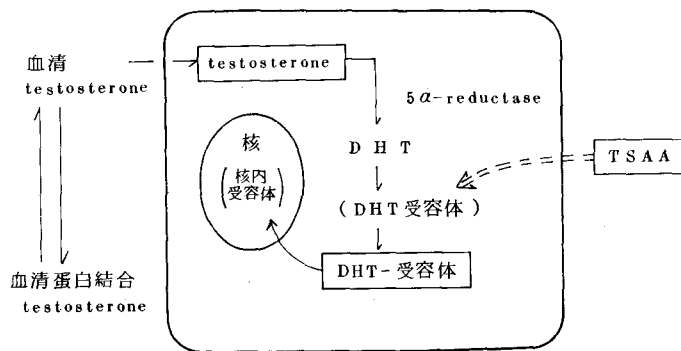 血清
testosterone
testosterone
5α-reductase
核
(核内
受容体)
DHT
TSAA
(DHT受容体)
DHT-受容体
血清蛋白結合
testosterone